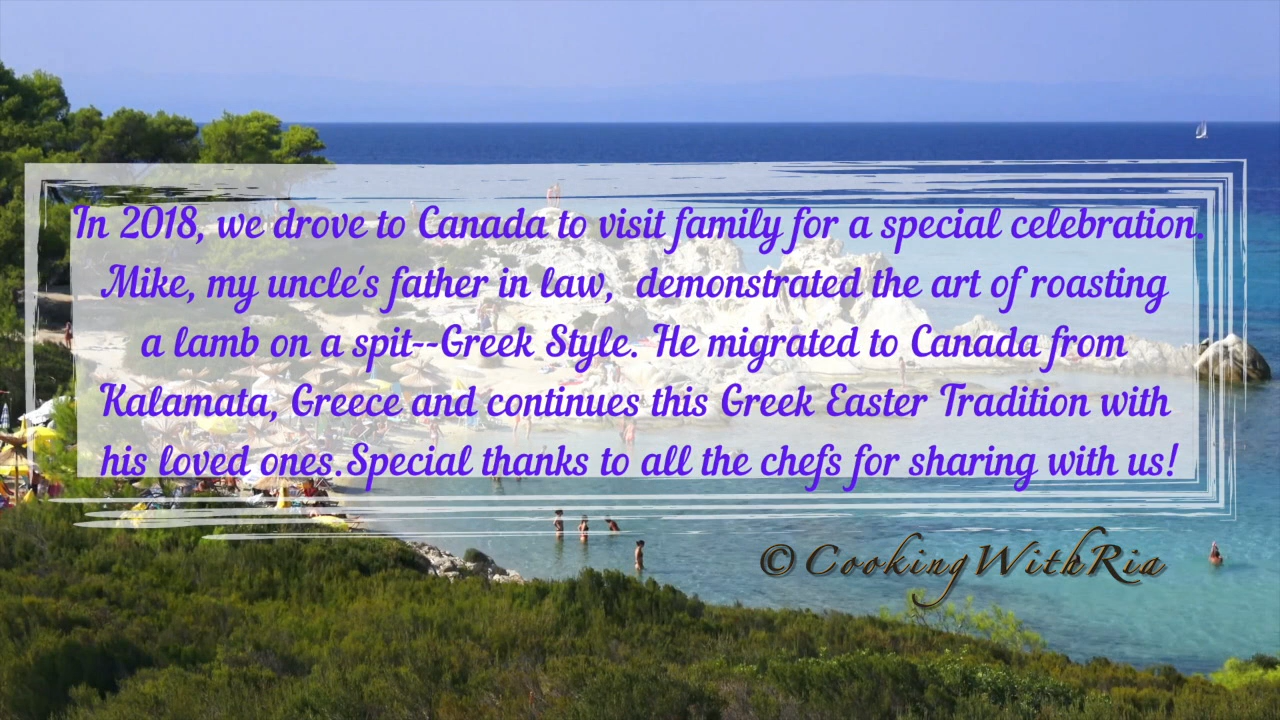 In 2018, we drove to Canada to visit family for a special celebration.
Mike, my uncle's father in law, demonstrated the art of roasting
a lamb on a spit--Greek Style. He migrated to Canada from
Kalamata, Greece and continues this Greek Easter Tradition with
his loved ones. Special thanks to all the chefs for sharing with us!
© CookingWithRia